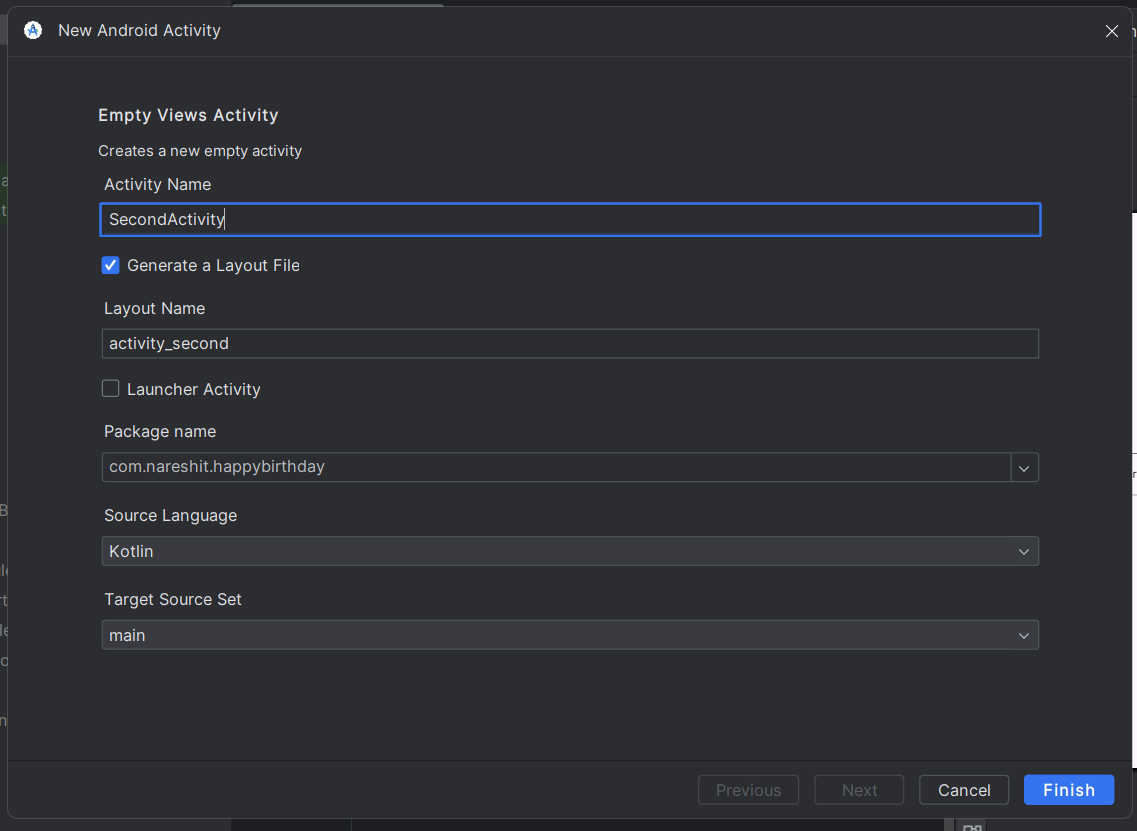 New Android Activity
Empty Views Activity
Creates a new empty activity
Activity Name
SecondActivity
Generate a Layout File
Layout Name
activity_second
Launcher Activity
Package name
com.nareshit.happybirthday
Source Language
Kotlin
Target Source Set
main
Previous
Next
Cancel
Finish